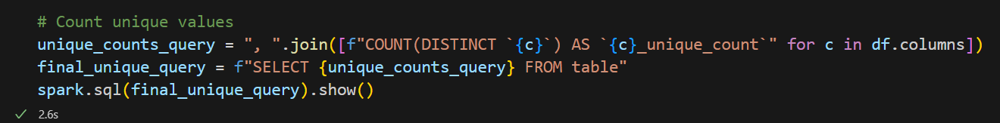 # Count unique values
unique_counts_query = ", ".join([f"COUNT(DISTINCT `{c}`) AS `{c}_unique_count`" for c in df.columns])
final_unique_query = f"SELECT {unique_counts_query} FROM table"
spark.sql(final_unique_query).show()
2.6s